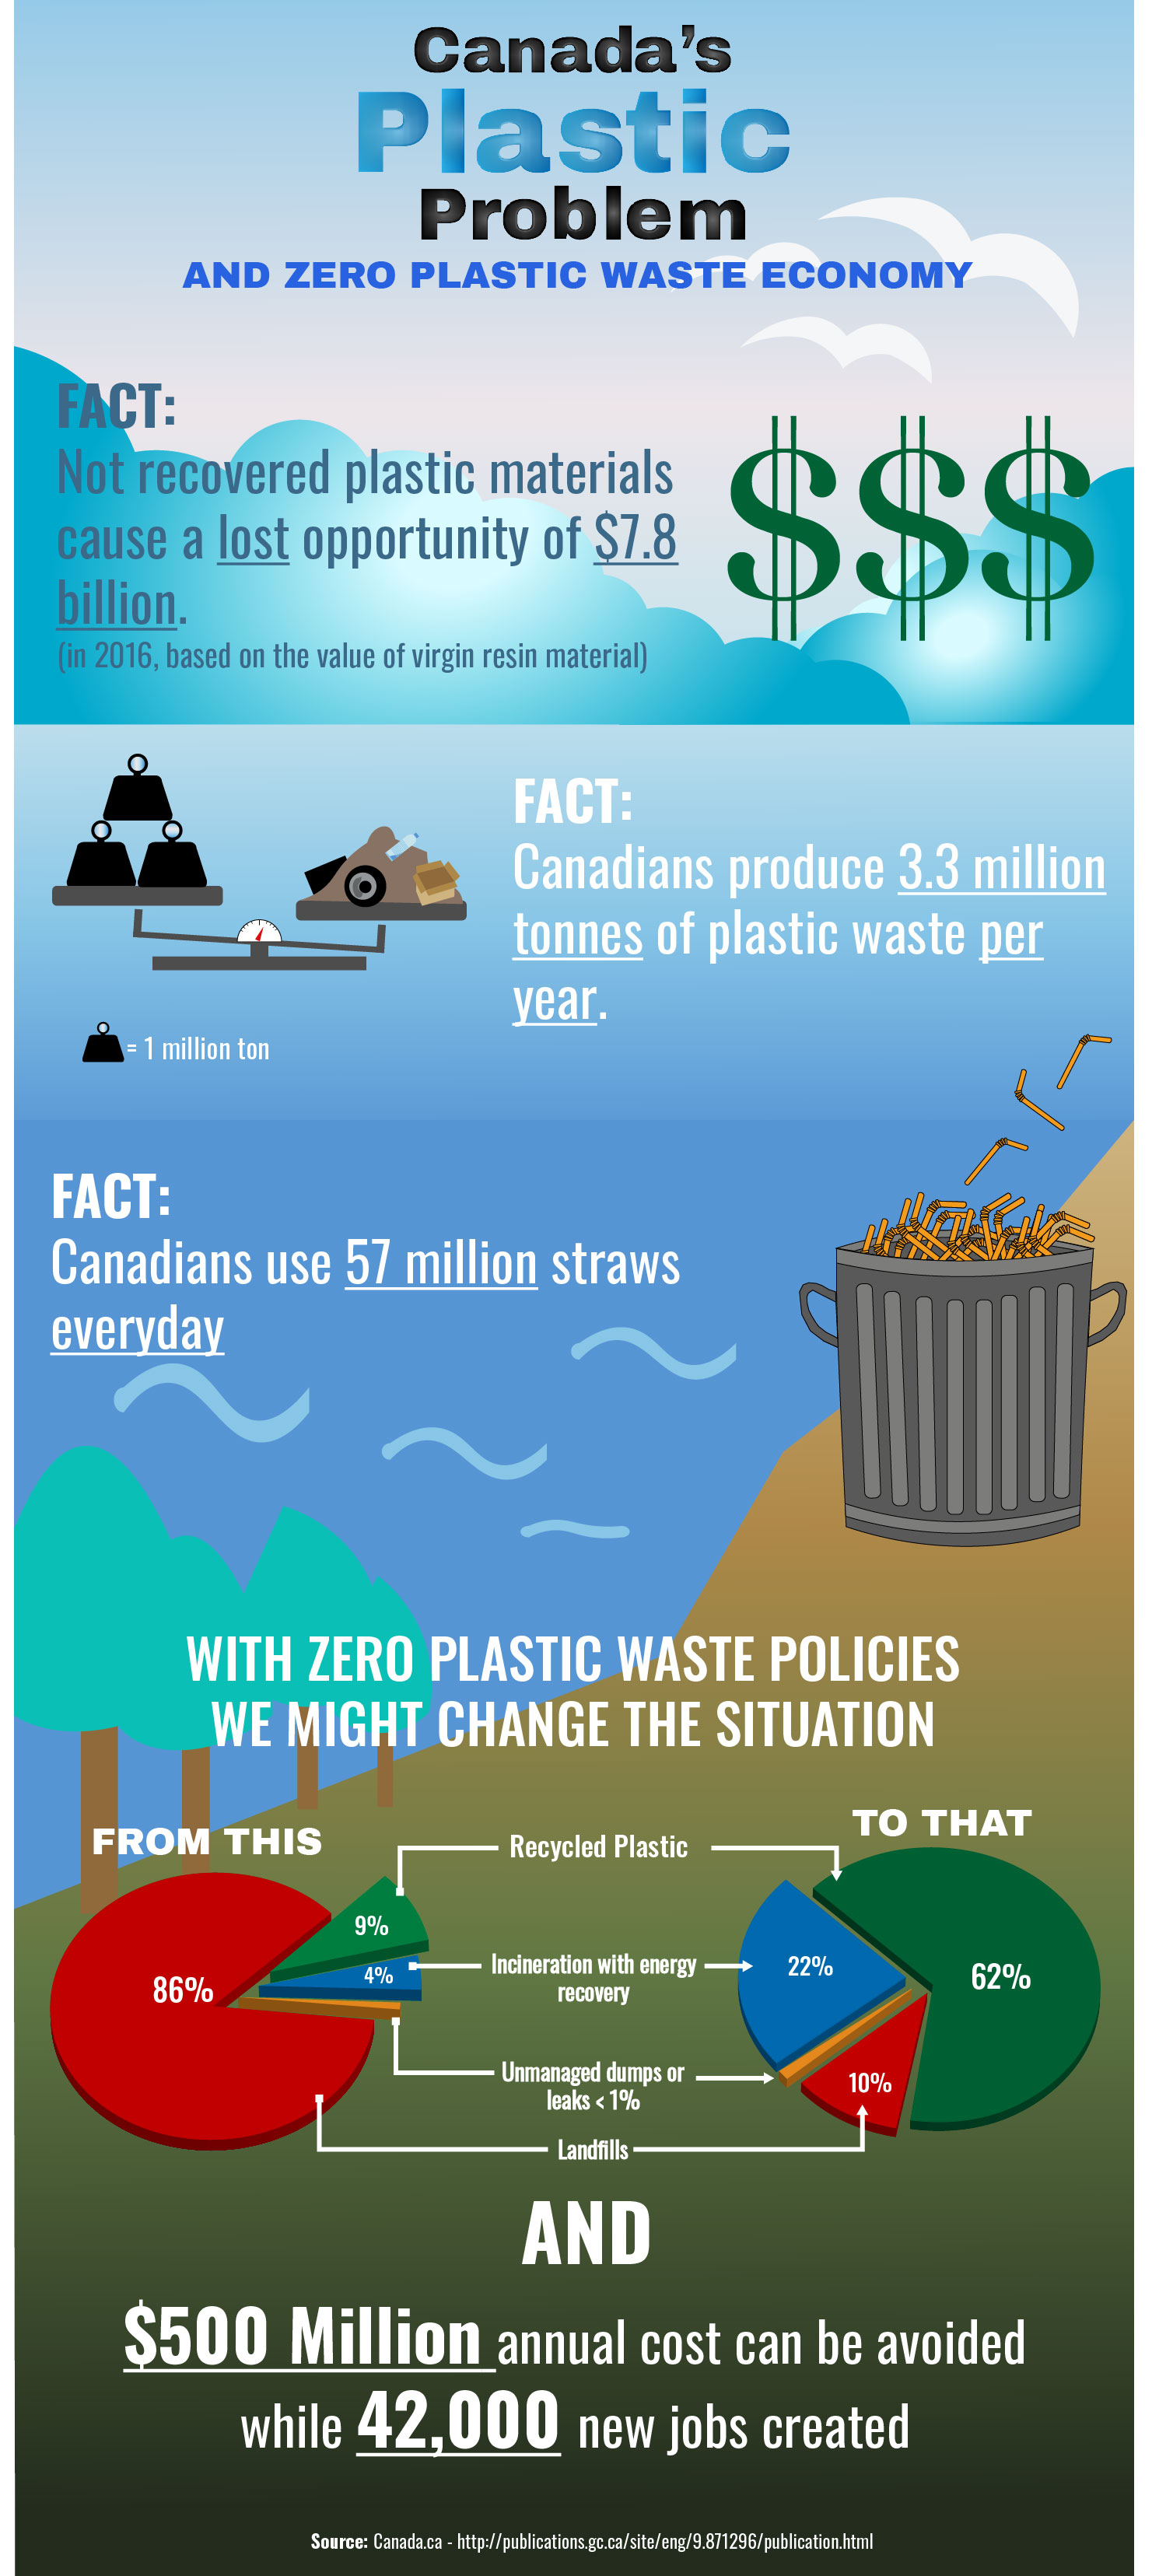 Canada's
Plastic
Problem
AND ZERO PLASTIC WASTE ECONOMY
FACT:
Not recovered plastic materials
cause a lost opportunity of $7.8
billion.
(in 2016, based on the value of virgin resin material)
$$$
FACT:
Canadians produce 3.3 million
tonnes of plastic waste per
year.
= 1 million ton
FACT:
Canadians use 57 million straws
everyday
WITH ZERO PLASTIC WASTE POLICIES
WE MIGHT CHANGE THE SITUATION
FROM THIS
TO THAT
Recycled Plastic
9%
86%
4%
Incineration with energy
recovery
22%
62%
Unmanaged dumps or
leaks < 1%
10%
Landfills
AND
$500 Million annual cost can be avoided
while 42,000 new jobs created
Source: Canada.ca - http://publications.gc.ca/site/eng/9.871296/publication.html